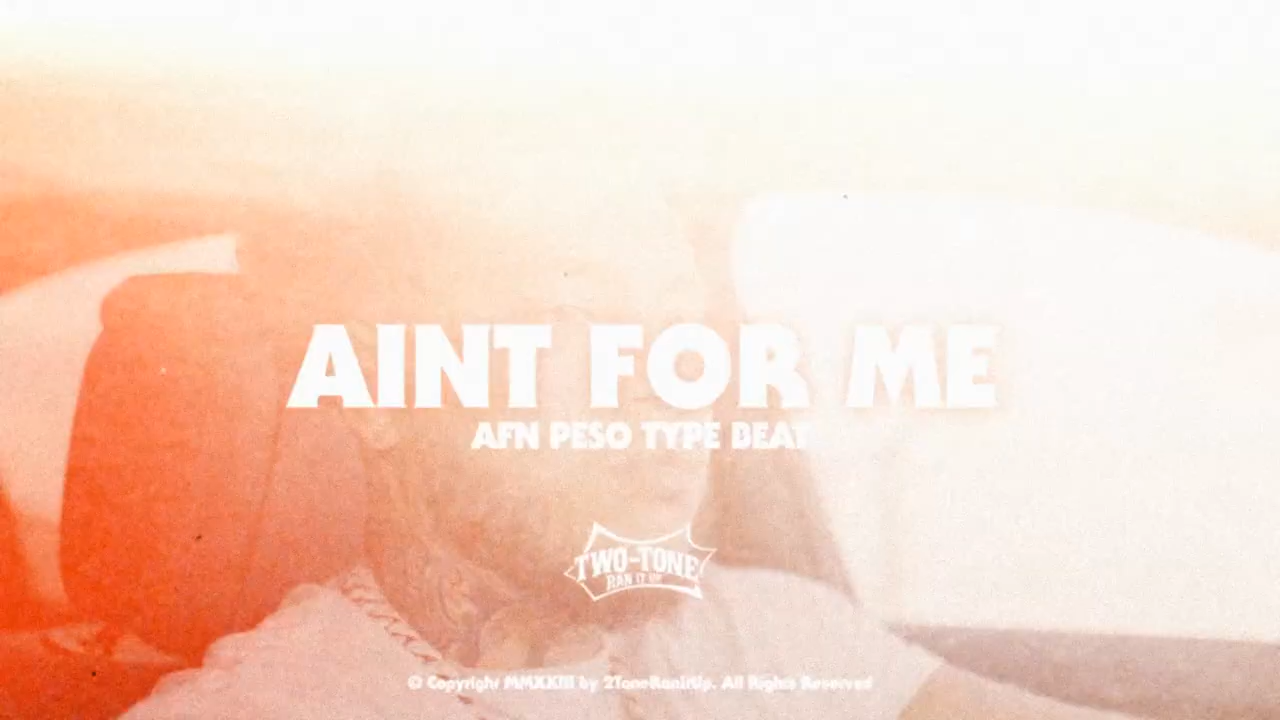 AINT FOR ME
AFN PESO TYPE BEAT
TWO-TONE
RAN IT UP
© Copyright MMXXIII by 2ToneRanItUp. All Rights Reserved